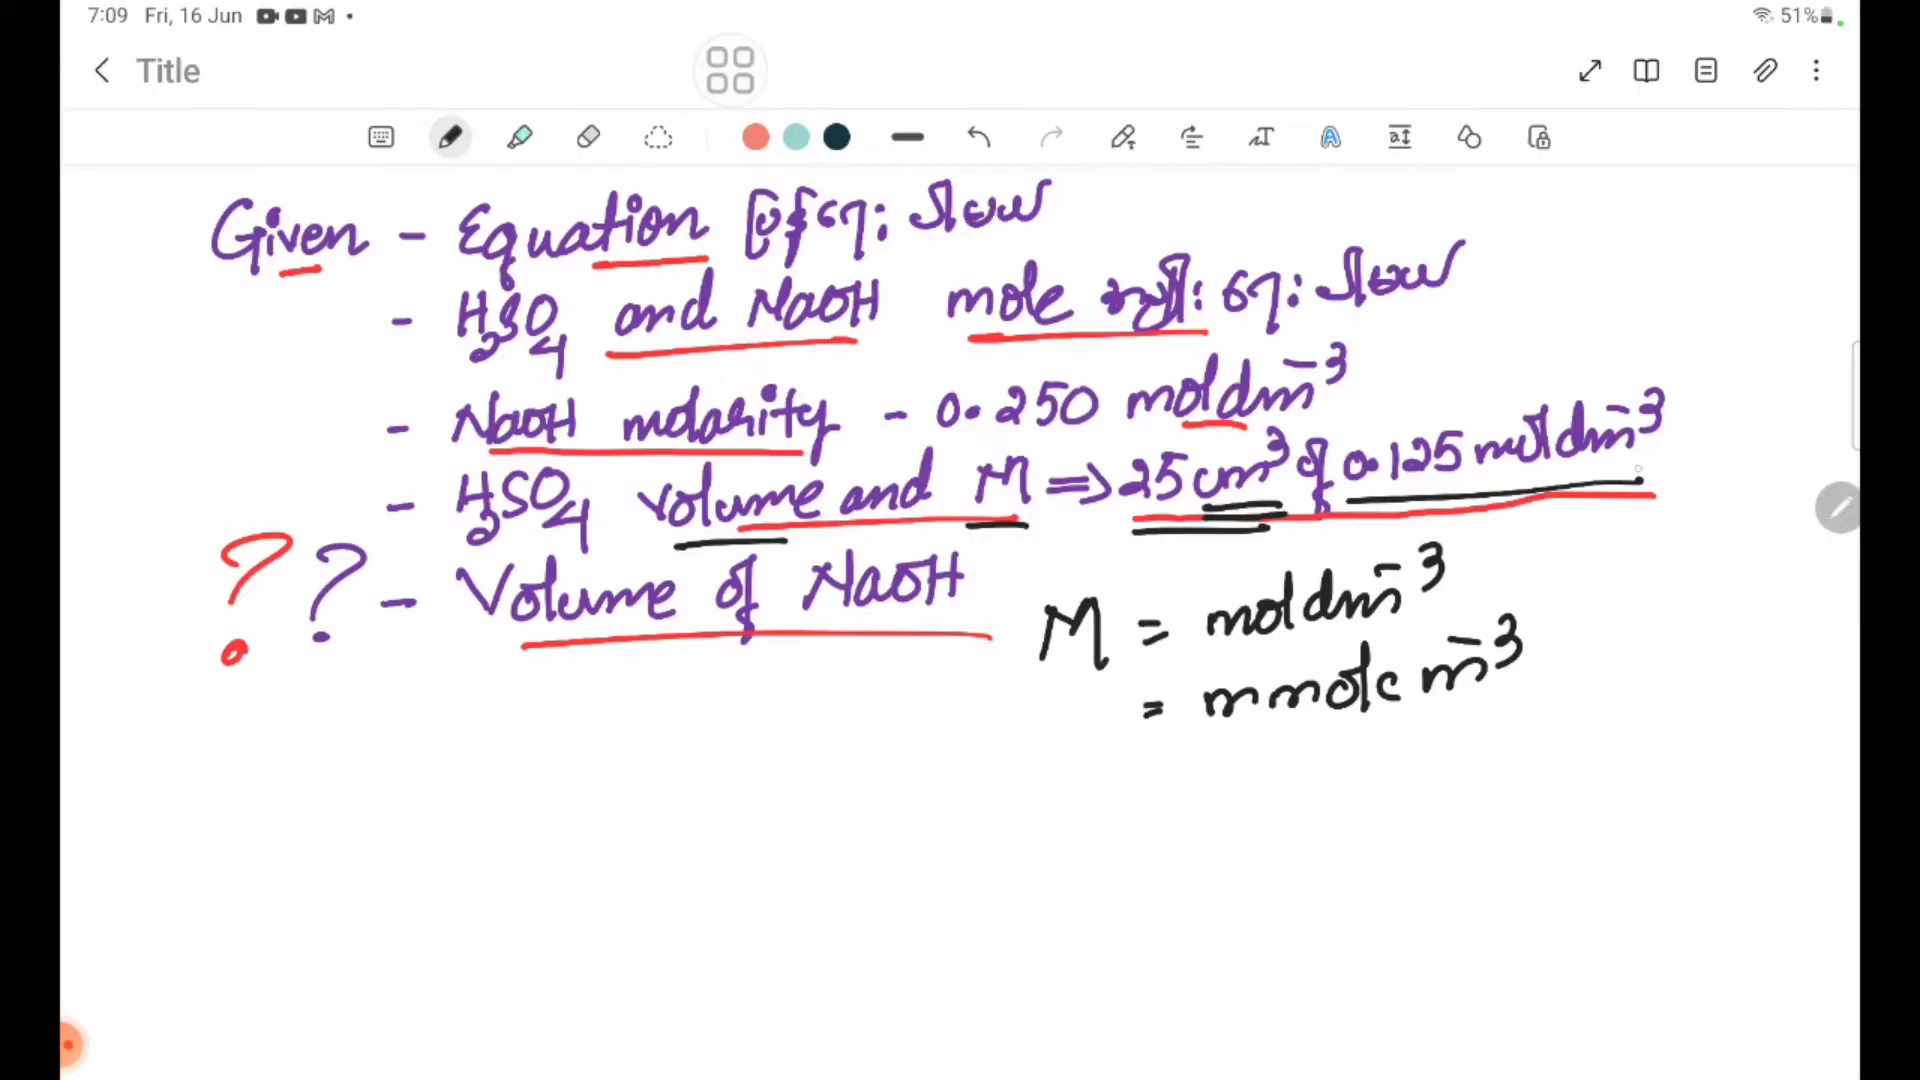 7:09 Fri, 16 Jun
51%
Title
Given - Equation
- H2SO4 and NaOH mole
- NaOH molarity - 0.250 moldm-3
- H2SO4 volume and M => 25 cm3 of 0.125 moldm-3
? ? - Volume of NaOH
M = moldm-3
= mmolcm-3